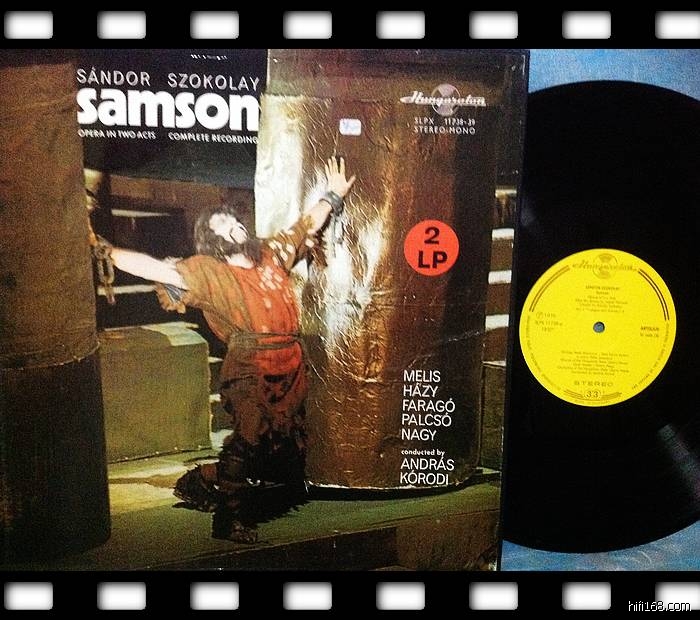 SÁNDOR SZOKOLAY
samson
OPERA IN TWO ACTS COMPLETE RECORDING
Hungaroton
SLPX 11738-39
STEREO-MONO
2
LP
MELIS
HÁZY
FARAGÓ
PALCSÓ
NAGY
conducted by
ANDRÁS
KÓRODI
Hungaroton
STEREO
33
hifi168.com